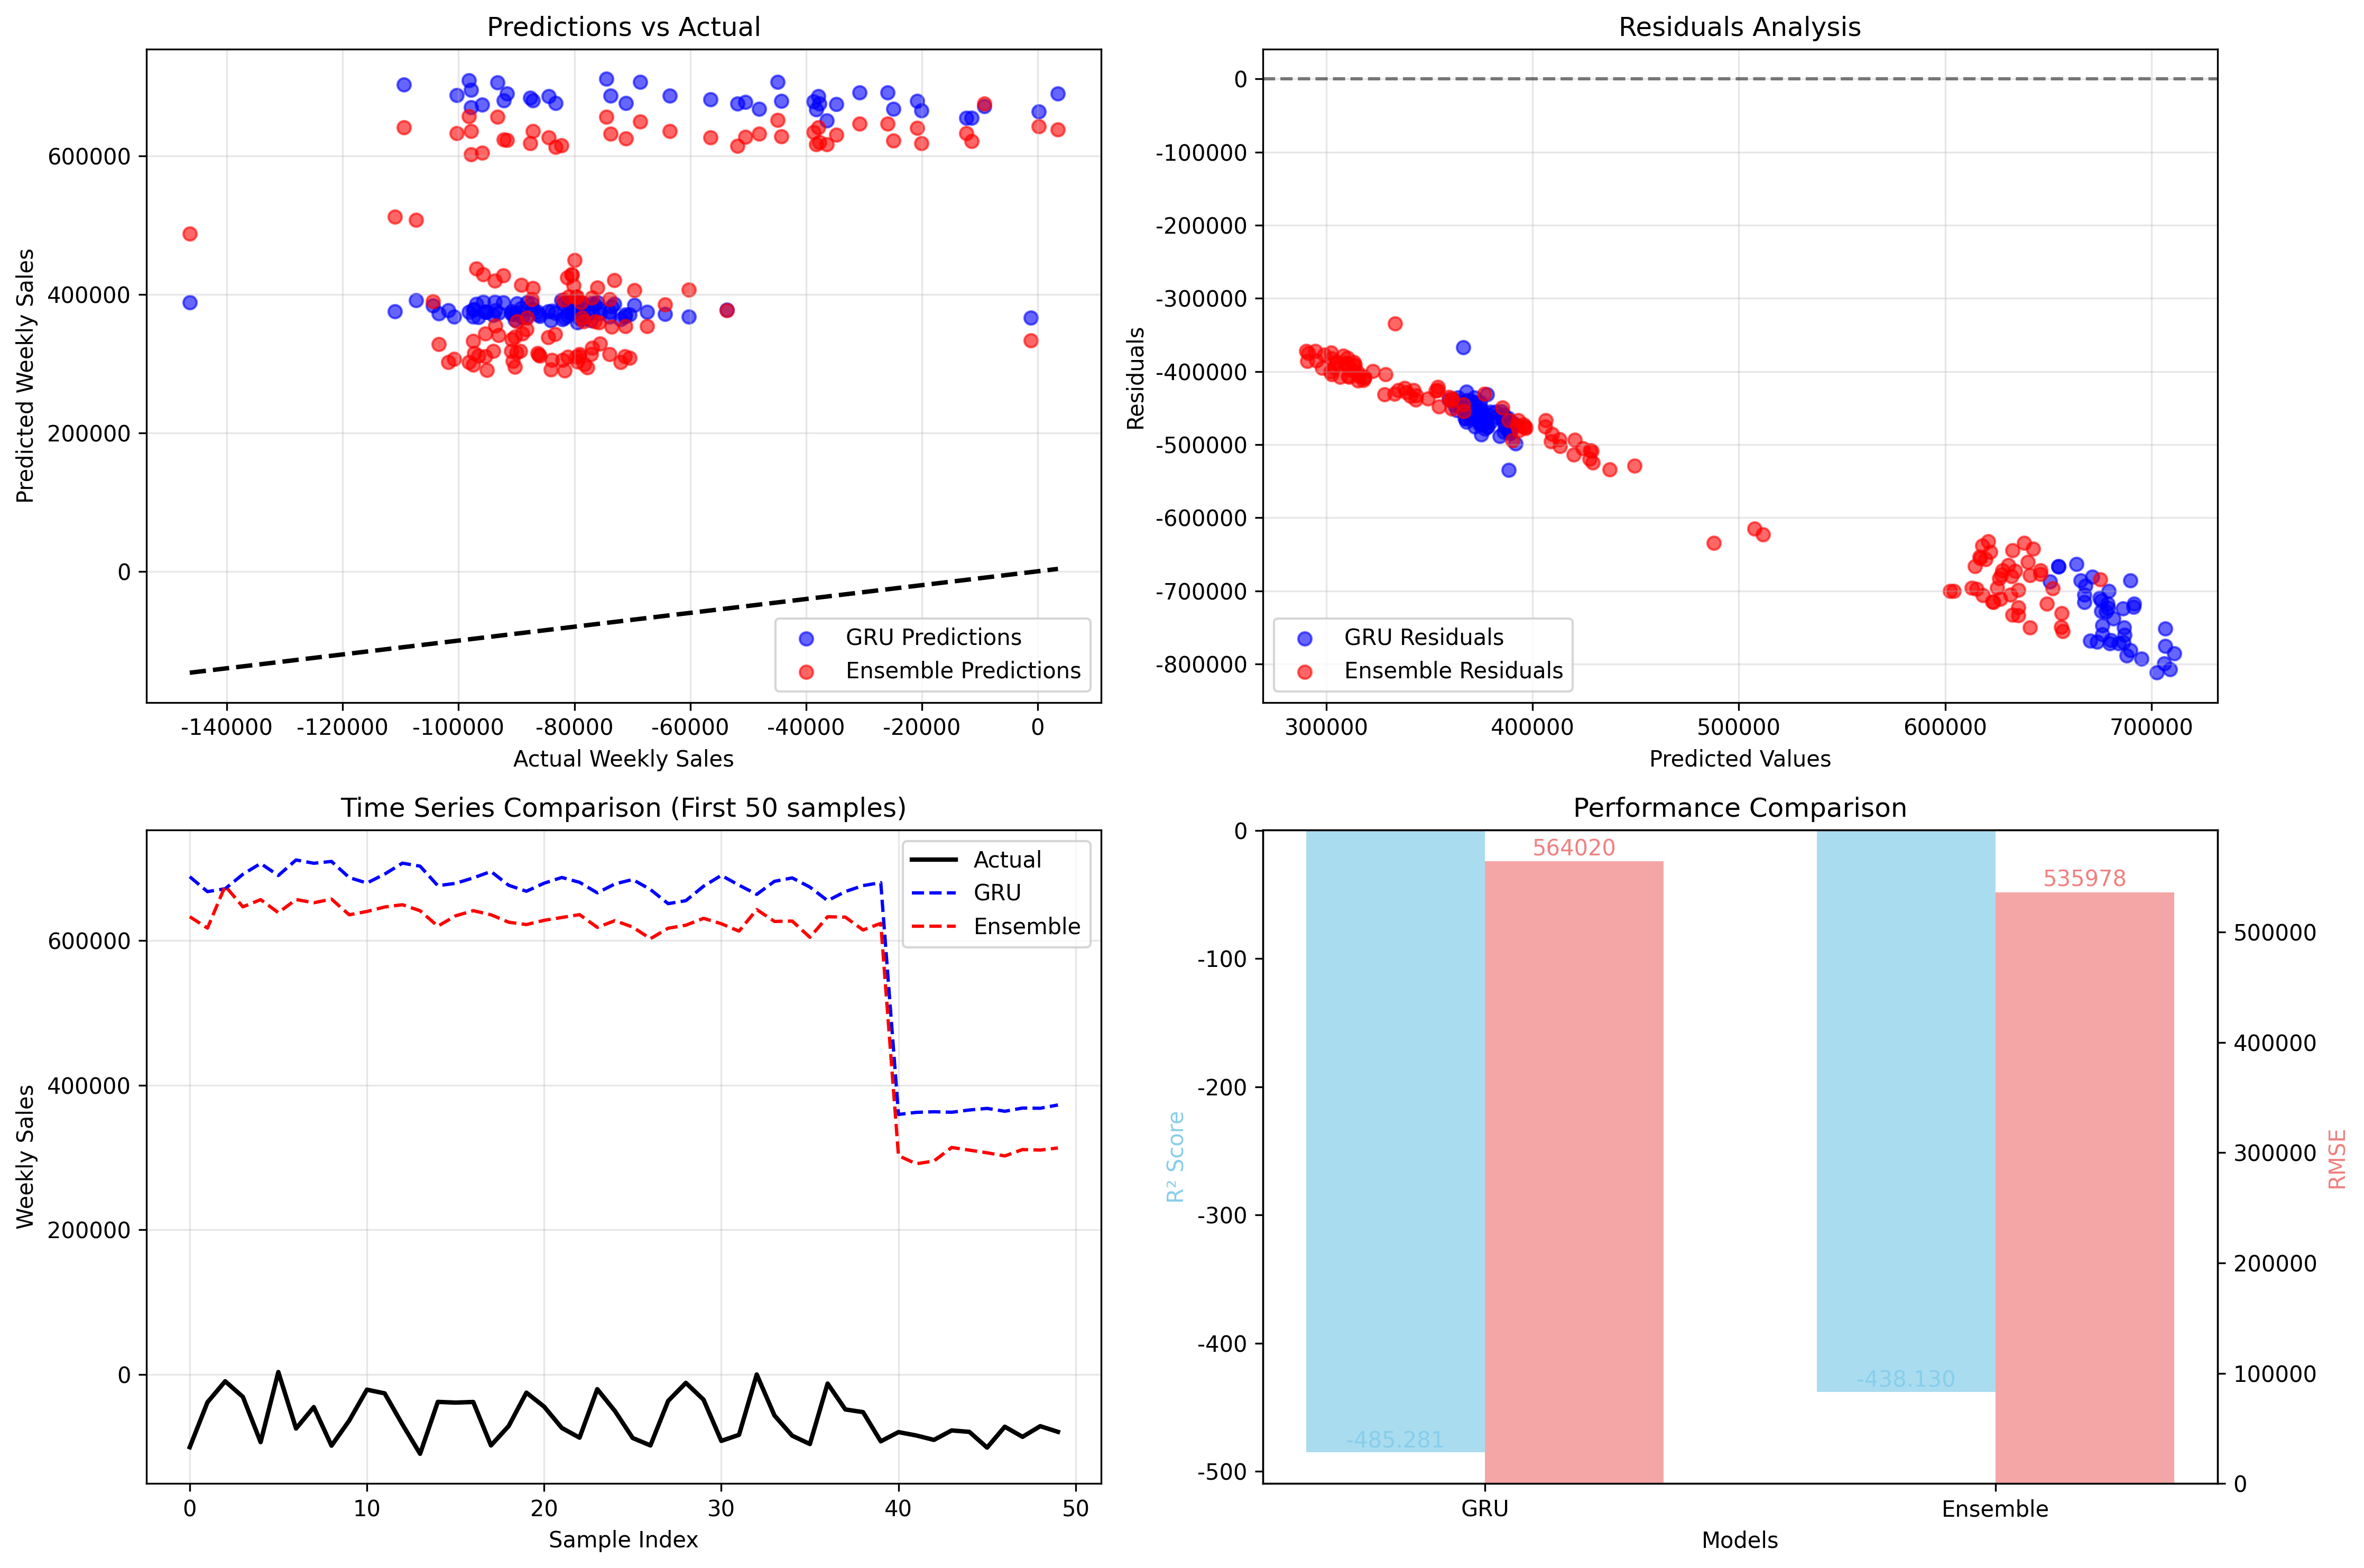 Predictions vs Actual
Predicted Weekly Sales
600000
400000
200000
0
-140000 -120000 -100000 -80000 -60000 -40000 -20000 0
Actual Weekly Sales
GRU Predictions
Ensemble Predictions
Residuals Analysis
Residuals
0
-100000
-200000
-300000
-400000
-500000
-600000
-700000
-800000
300000 400000 500000 600000 700000
Predicted Values
GRU Residuals
Ensemble Residuals
Time Series Comparison (First 50 samples)
Weekly Sales
600000
400000
200000
0
0 10 20 30 40 50
Sample Index
Actual
GRU
Ensemble
Performance Comparison
R² Score
0
-100
-200
-300
-400
-500
564020
535978
-485.281
-438.130
500000
400000
300000
200000
100000
0
RMSE
GRU Ensemble
Models